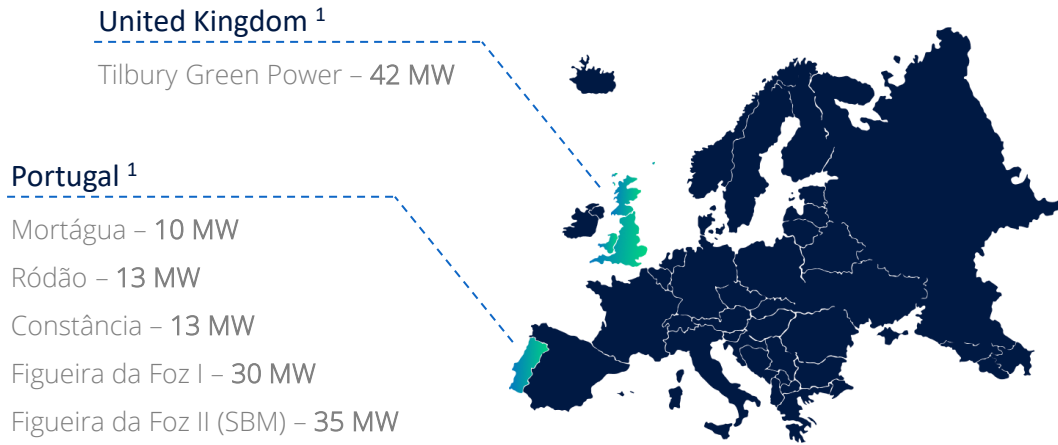 United Kingdom ¹
Tilbury Green Power – 42 MW
Portugal ¹
Mortágua – 10 MW
Ródão – 13 MW
Constância – 13 MW
Figueira da Foz I – 30 MW
Figueira da Foz II (SBM) – 35 MW